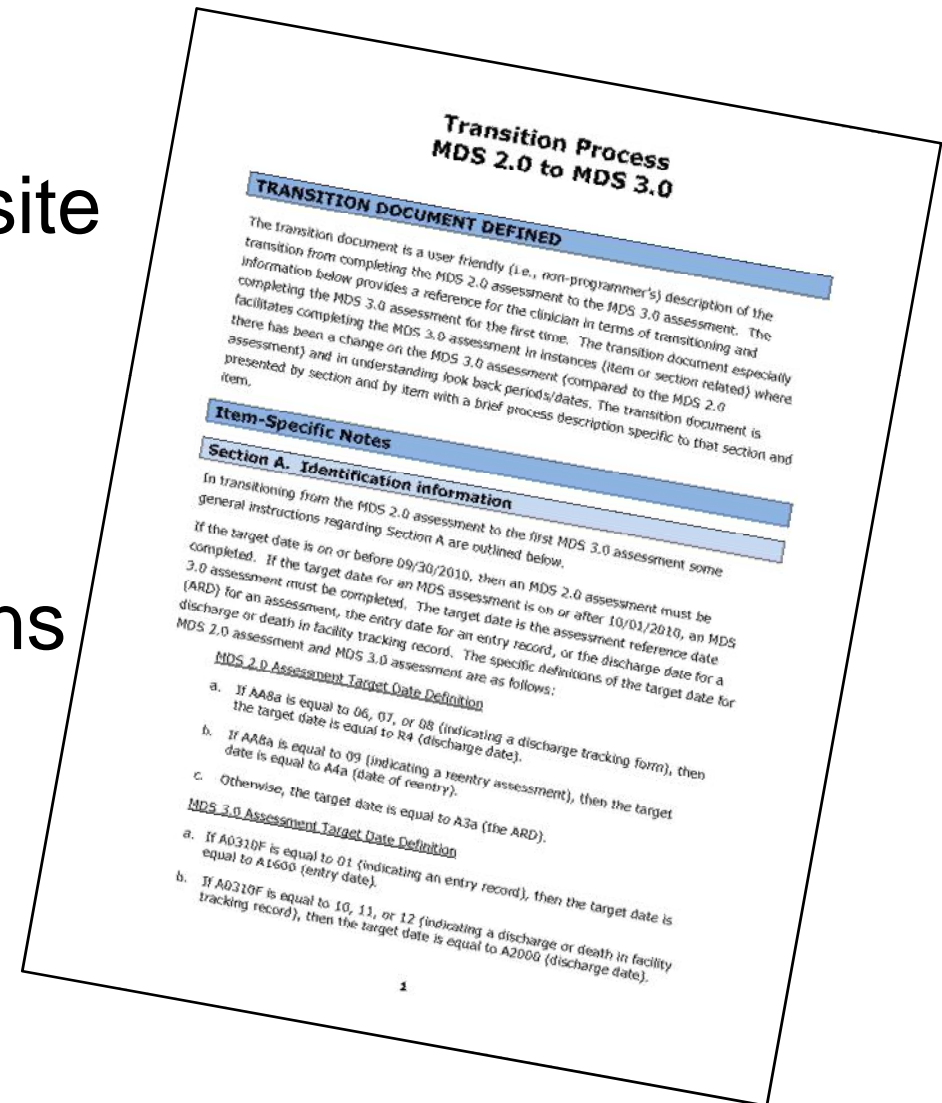 site
ns
Transition Process
MDS 2.0 to MDS 3.0
TRANSITION DOCUMENT DEFINED
The transition document is a user friendly (i.e., non-programmer's) description of the
transition from completing the MDS 2.0 assessment to the MDS 3.0 assessment. The
information below provides a reference for the clinician in terms of transitioning and
completing the MDS 3.0 assessment for the first time. The transition document especially
facilitates completing the MDS 3.0 assessment in instances (item or section related) where
there has been a change on the MDS 3.0 assessment (compared to the MDS 2.0
assessment) and in understanding look back periods/dates. The transition document is
presented by section and by item with a brief process description specific to that section and
item.
Item-Specific Notes
Section A. Identification information
In transitioning from the MDS 2.0 assessment to the first MDS 3.0 assessment some
general instructions regarding Section A are outlined below.
If the target date is on or before 09/30/2010, then an MDS 2.0 assessment must be
completed. If the target date for an MDS assessment is on or after 10/01/2010, an MDS
3.0 assessment must be completed. The target date is the assessment reference date
(ARD) for an assessment, the entry date for an entry record, or the discharge date for a
discharge or death in facility tracking record. The specific definitions of the target date for
MDS 2.0 assessment and MDS 3.0 assessment are as follows:
MDS 2.0 Assessment Target Date Definition
a. If AA8a is equal to 06, 07, or 08 (indicating a discharge tracking form), then
the target date is equal to R4 (discharge date).
b. If AA8a is equal to 09 (indicating a reentry assessment), then the target
date is equal to A4a (date of reentry).
c. Otherwise, the target date is equal to A3a (the ARD).
MDS 3.0 Assessment Target Date Definition
a. If A0310F is equal to 01 (indicating an entry record), then the target date is
equal to A1600 (entry date).
b. If A0310F is equal to 10, 11, or 12 (indicating a discharge or death in facility
tracking record), then the target date is equal to A2000 (discharge date).
1